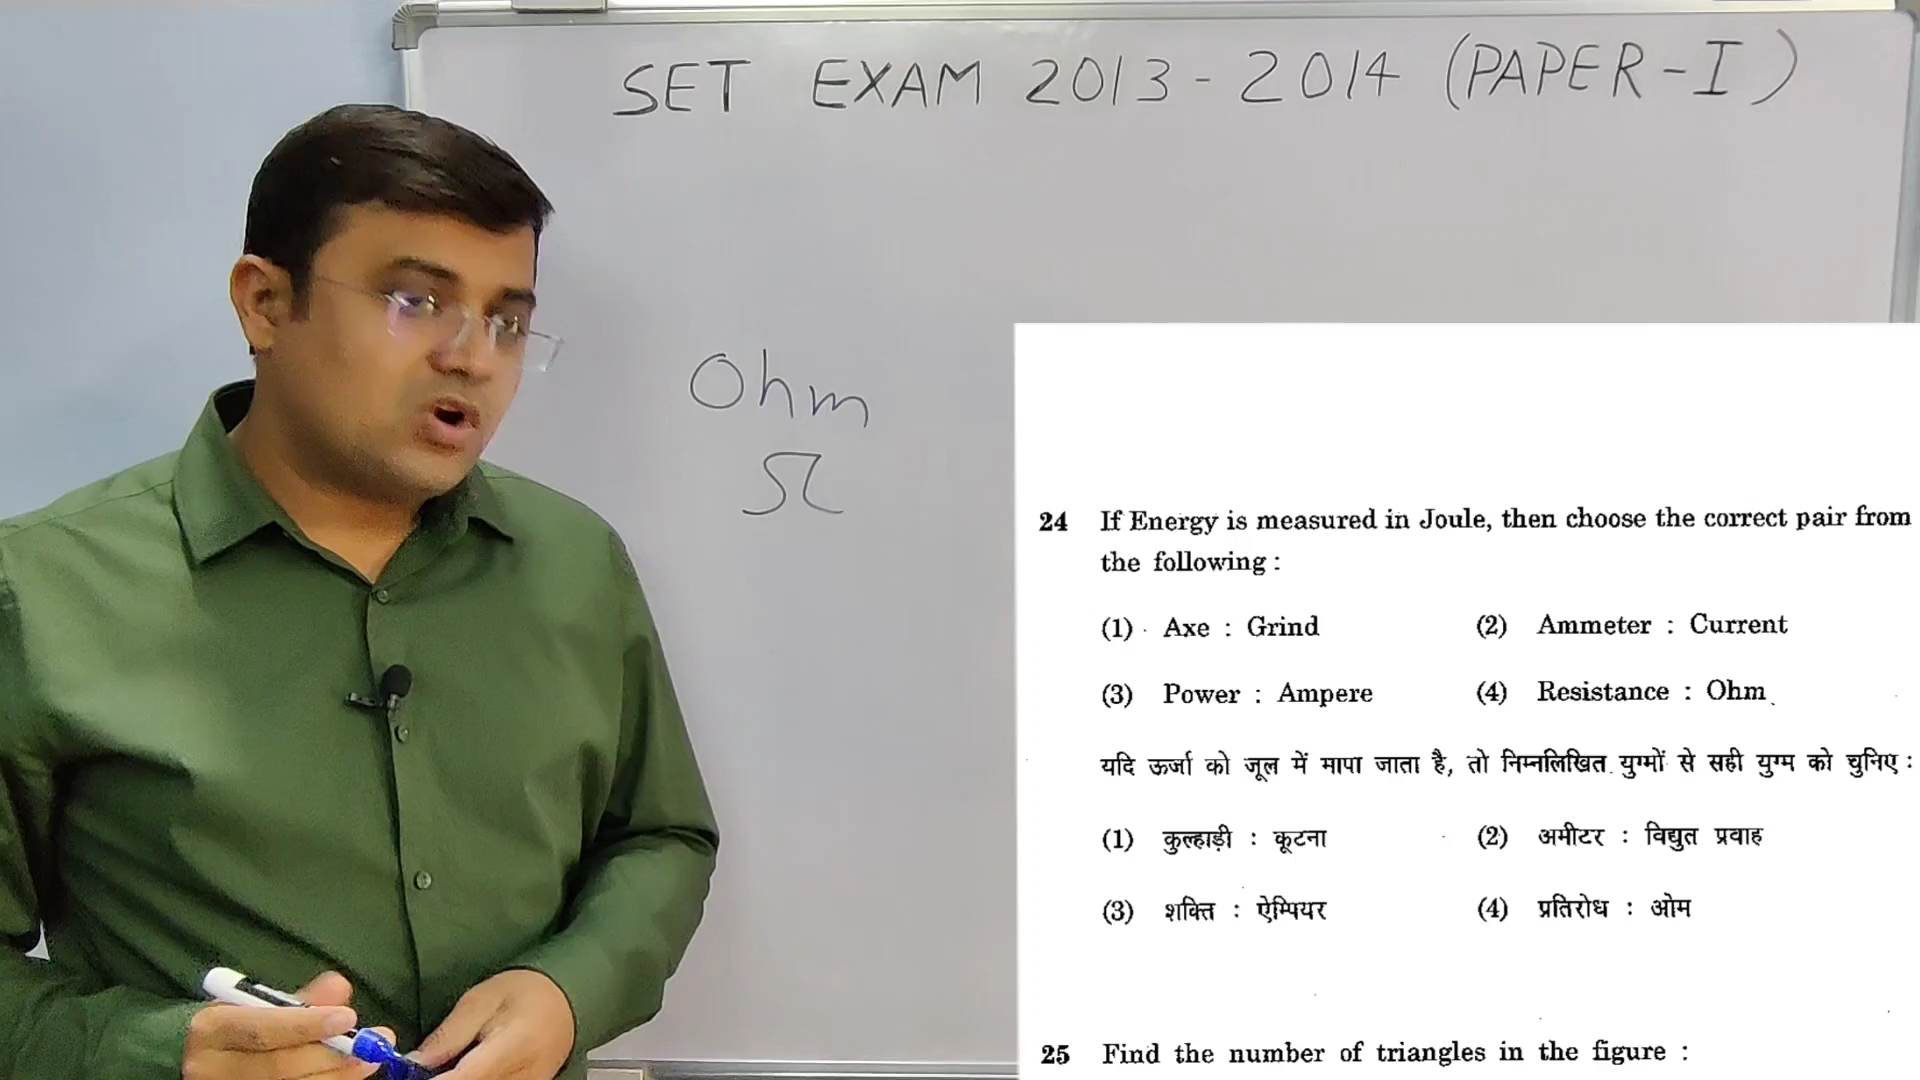 SET EXAM 2013-2014 (PAPER-I)
Ohm
Ω
24 If Energy is measured in Joule, then choose the correct pair from
the following :
(1) Axe : Grind (2) Ammeter : Current
(3) Power : Ampere (4) Resistance : Ohm
यदि ऊर्जा को जूल में मापा जाता है, तो निम्नलिखित युग्मों से सही युग्म को चुनिए :
(1) कुल्हाड़ी : कूटना (2) अमीटर : विद्युत प्रवाह
(3) शक्ति : ऐम्पियर (4) प्रतिरोध : ओम
25 Find the number of triangles in the figure :